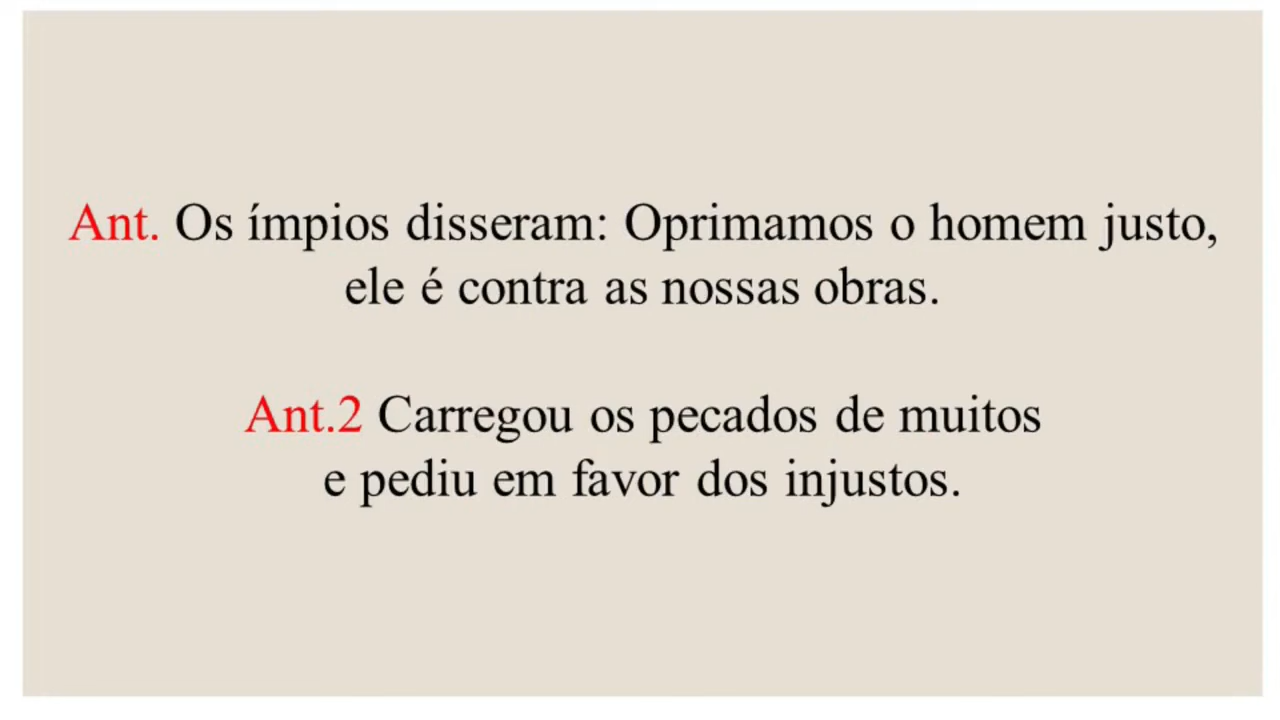 Ant. Os ímpios disseram: Oprimamos o homem justo,
ele é contra as nossas obras.
Ant.2 Carregou os pecados de muitos
e pediu em favor dos injustos.